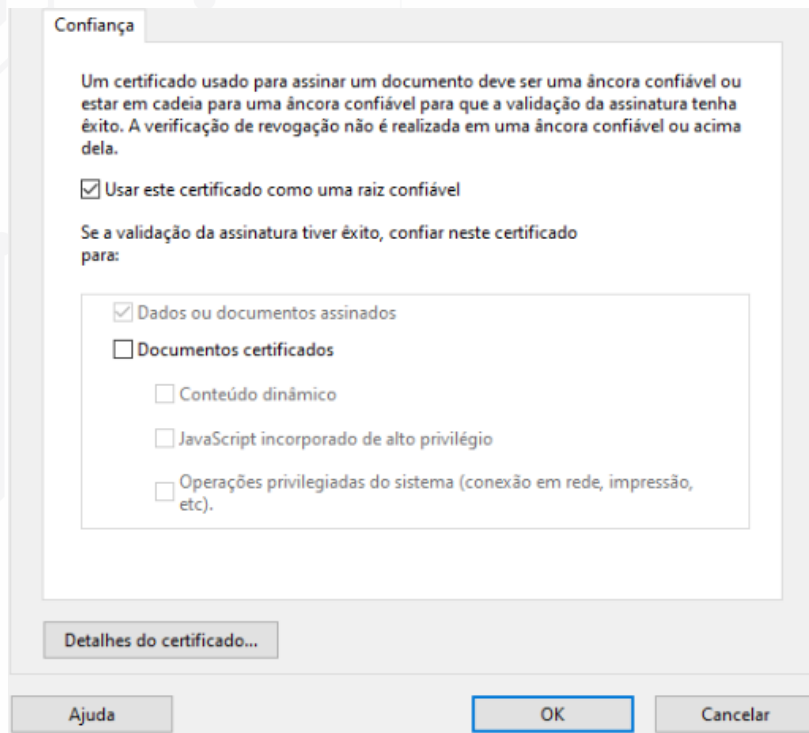 Confiança
Um certificado usado para assinar um documento deve ser uma âncora confiável ou
estar em cadeia para uma âncora confiável para que a validação da assinatura tenha
êxito. A verificação de revogação não é realizada em uma âncora confiável ou acima
dela.
Usar este certificado como uma raiz confiável
Se a validação da assinatura tiver êxito, confiar neste certificado
para:
Dados ou documentos assinados
Documentos certificados
Conteúdo dinâmico
JavaScript incorporado de alto privilégio
Operações privilegiadas do sistema (conexão em rede, impressão,
etc).
Detalhes do certificado...
Ajuda
OK
Cancelar